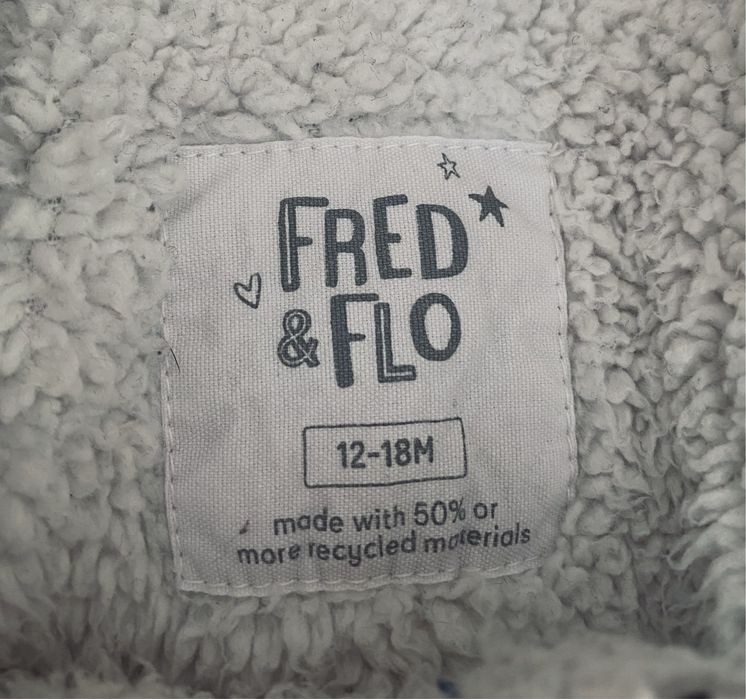 FRED
& FLO
12-18M
made with 50% or
more recycled materials